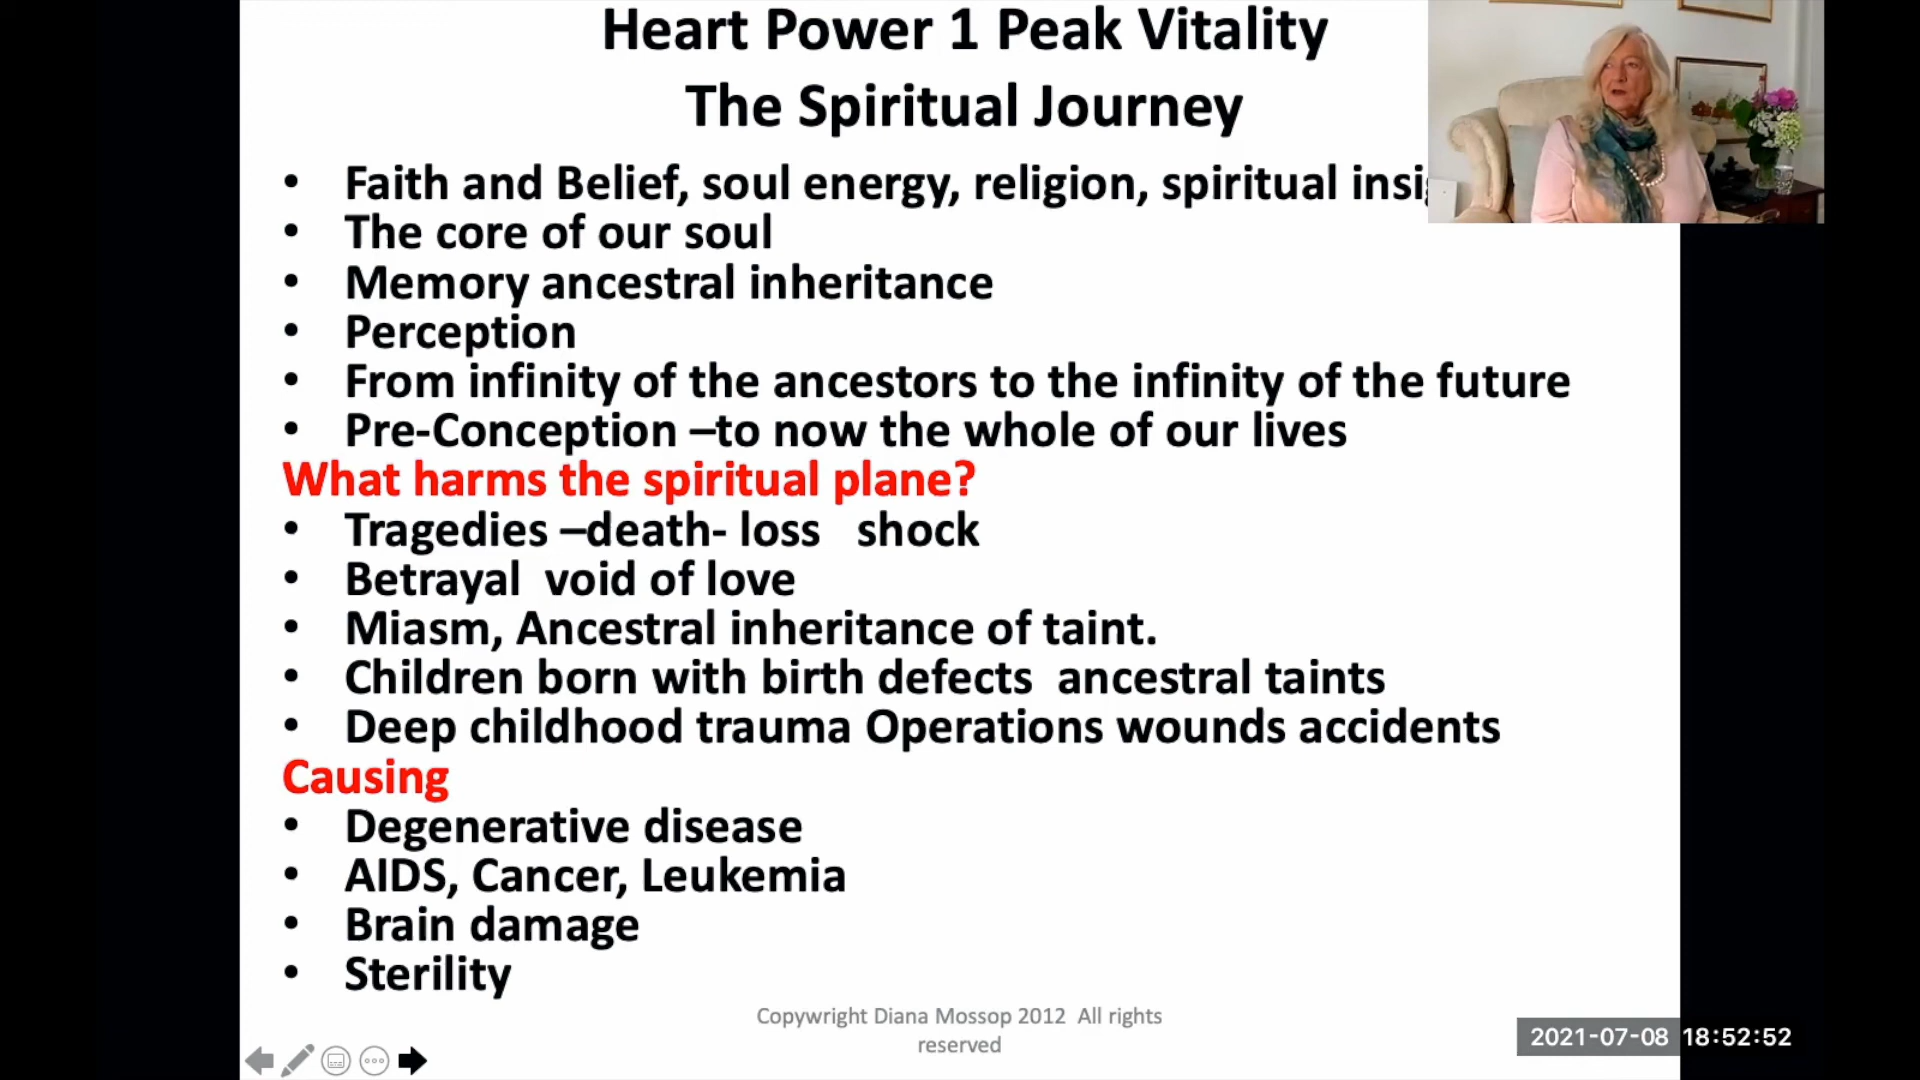 Heart Power 1 Peak Vitality
The Spiritual Journey
• Faith and Belief, soul energy, religion, spiritual
• The core of our soul
• Memory ancestral inheritance
• Perception
• From infinity of the ancestors to the infinity of the future
• Pre-Conception –to now the whole of our lives
What harms the spiritual plane?
• Tragedies –death- loss   shock
• Betrayal  void of love
• Miasm, Ancestral inheritance of taint.
• Children born with birth defects  ancestral taints
• Deep childhood trauma Operations wounds accidents
Causing
• Degenerative disease
• AIDS, Cancer, Leukemia
• Brain damage
• Sterility
Copywright Diana Mossop 2012  All rights
reserved
2021-07-08 18:52:52